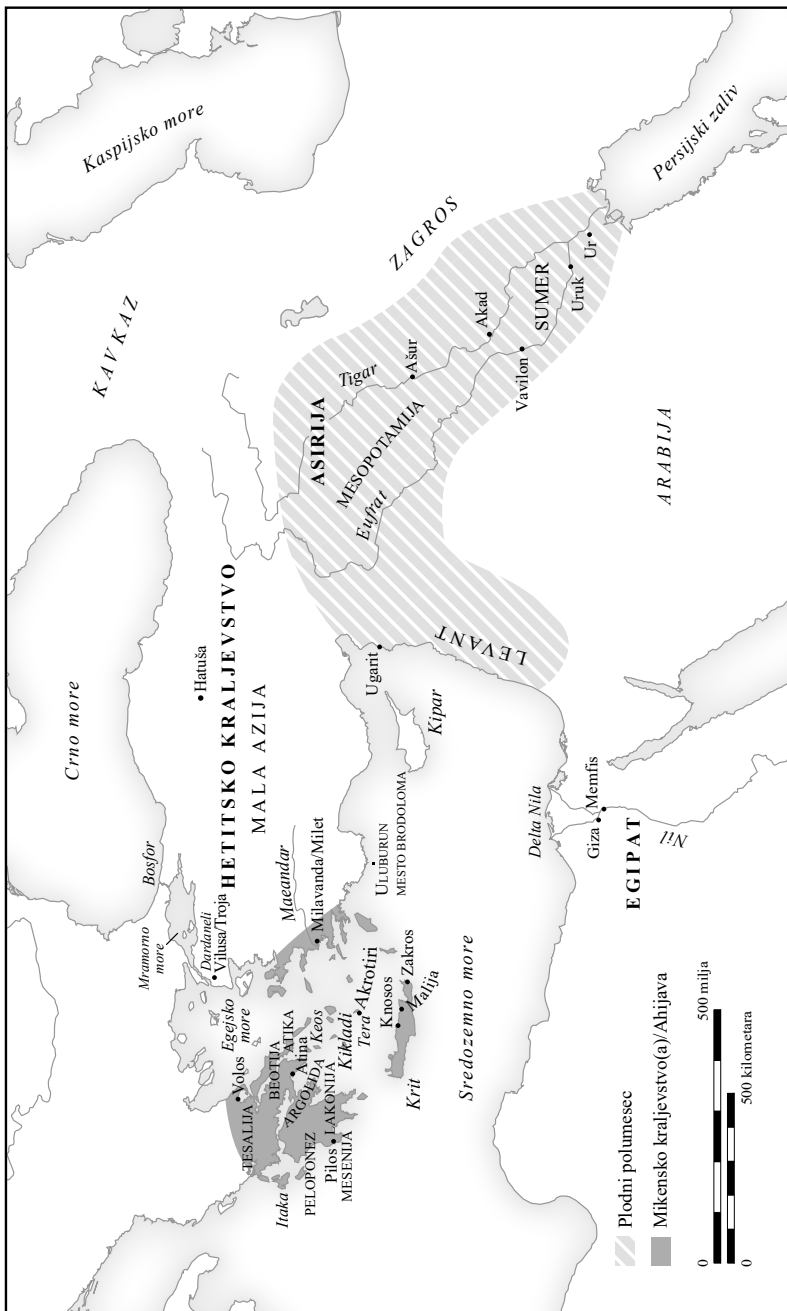 Kaspijsko more
KAVKAZ
Crno more
Bosfor
Mramorno
more
Dardaneli
Vilusa/Troja
HETITSKO KRALJEVSTVO
MALA AZIJA
Hatuša
ZAGROS
Persijski zaliv
ASIRIJA
Tigar
Ašur
MESOPOTAMIJA
Eufrat
Akad
SUMER
Vavilon
Uruk
Ur
ARABIJA
LEVANT
Ugarit
Kipar
Maeandar
Milavanda/Milet
ULUBURUN
MESTO BRODOLOMA
Egejsko
more
Volos
TESALIJA
BEOTIJA
ATIKA
Atina
ARGOLIDA
Keos
Kikladi
Tera
Akrotiri
Itaka
PELOPONEZ
LAKONIJA
Pilos
MESENIJA
Knosos
Malija
Zakros
Krit
Sredozemno more
Delta Nila
Giza
Memfis
EGIPAT
Nil
Plodni polumesec
Mikensko kraljevstvo(a)/Ahijava
0
500 milja
0
500 kilometara